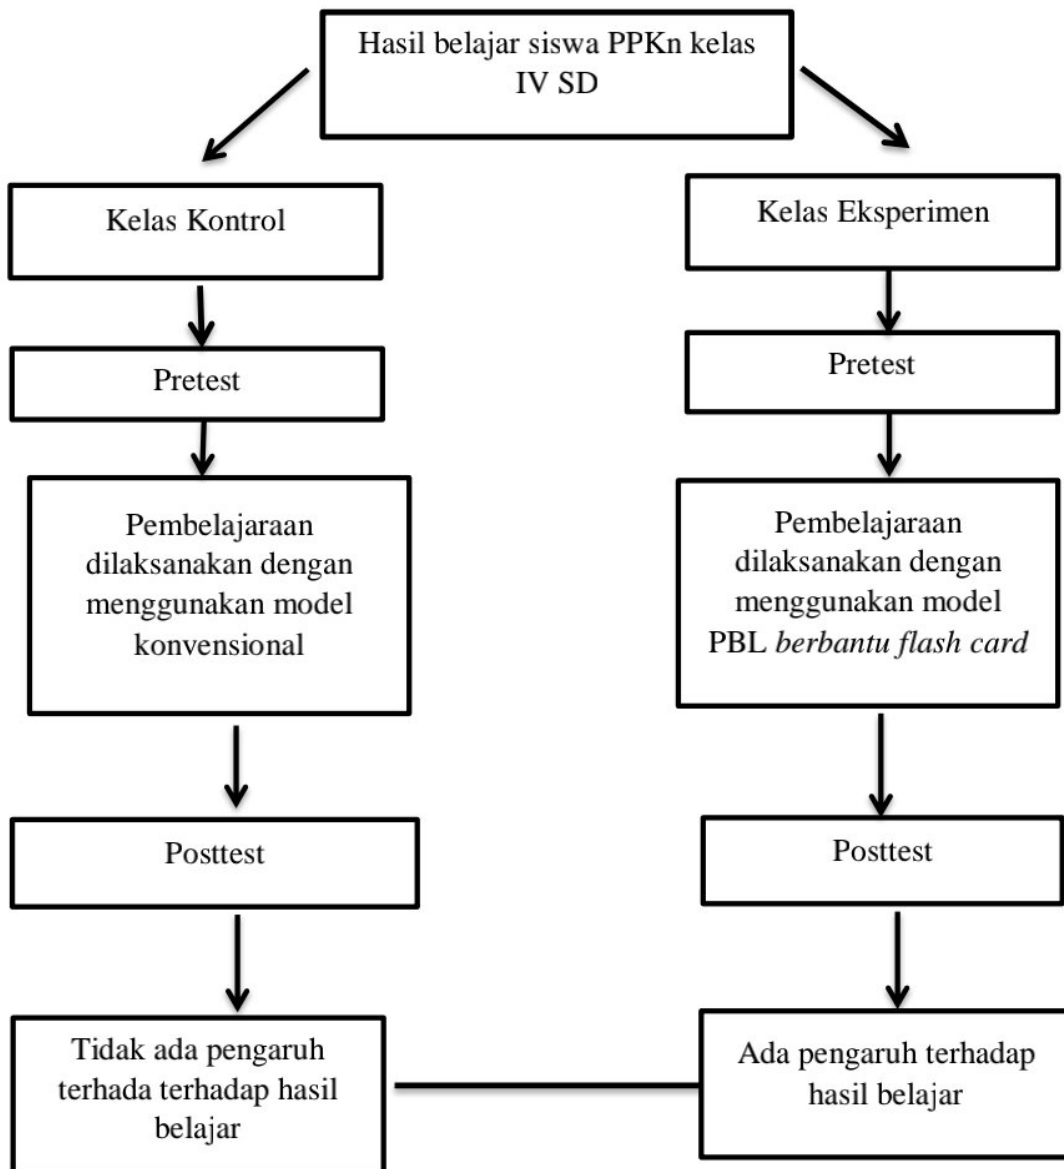 Hasil belajar siswa PPKn kelas
IV SD
Kelas Kontrol
Kelas Eksperimen
Pretest
Pretest
Pembelajaraan
dilaksanakan dengan
menggunakan model
konvensional
Pembelajaraan
dilaksanakan dengan
menggunakan model
PBL berbantu flash card
Posttest
Posttest
Tidak ada pengaruh
terhada terhadap hasil
belajar
Ada pengaruh terhadap
hasil belajar